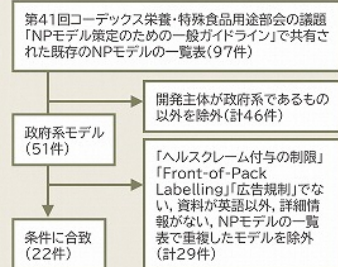 第41回コーデックス栄養・特殊食品用途部会の議題
「NPモデル策定のための一般ガイドライン」で共有さ
れた既存のNPモデルの一覧表(97件)
開発主体が政府系であるもの
以外を除外(計46件)
政府系モデル
(51件)
「ヘルスクレーム付与の制限」
「Front-of-Pack
Labelling」「広告規制」でな
い, 資料が英語以外, 詳細情
報がない, NPモデルの一覧
表で重複したモデルを除外
(計29件)
条件に合致
(22件)